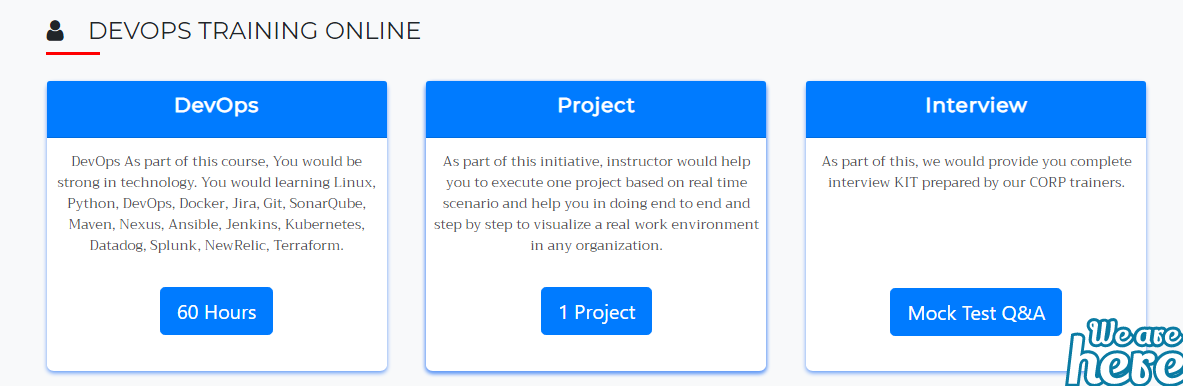 DEVOPS TRAINING ONLINE
DevOps
DevOps As part of this course, You would be
strong in technology. You would learning Linux,
Python, DevOps, Docker, Jira, Git, SonarQube,
Maven, Nexus, Ansible, Jenkins, Kubernetes,
Datadog, Splunk, NewRelic, Terraform.
60 Hours
Project
As part of this initiative, instructor would help
you to execute one project based on real time
scenario and help you in doing end to end and
step by step to visualize a real work environment
in any organization.
1 Project
Interview
As part of this, we would provide you complete
interview KIT prepared by our CORP trainers.
Mock Test Q&A
We are
here